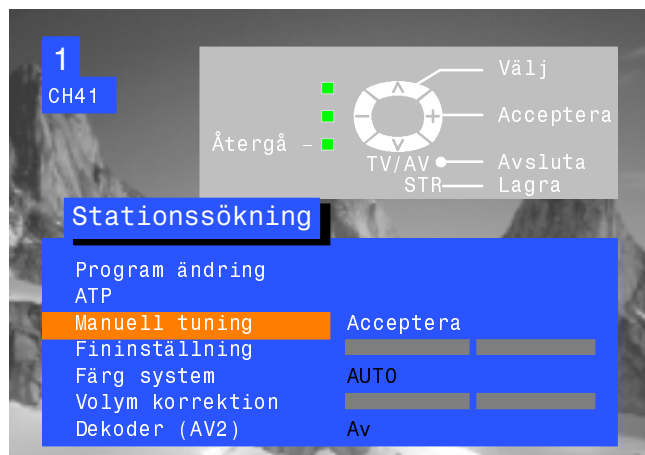 1
CH41
Välj
Acceptera
Återgå –
TV/AV
Avsluta
STR
Lagra
Stationssökning
Program ändring
ATP
Manuell tuning Acceptera
Fininställning
Färg system AUTO
Volym korrektion
Dekoder (AV2) Av